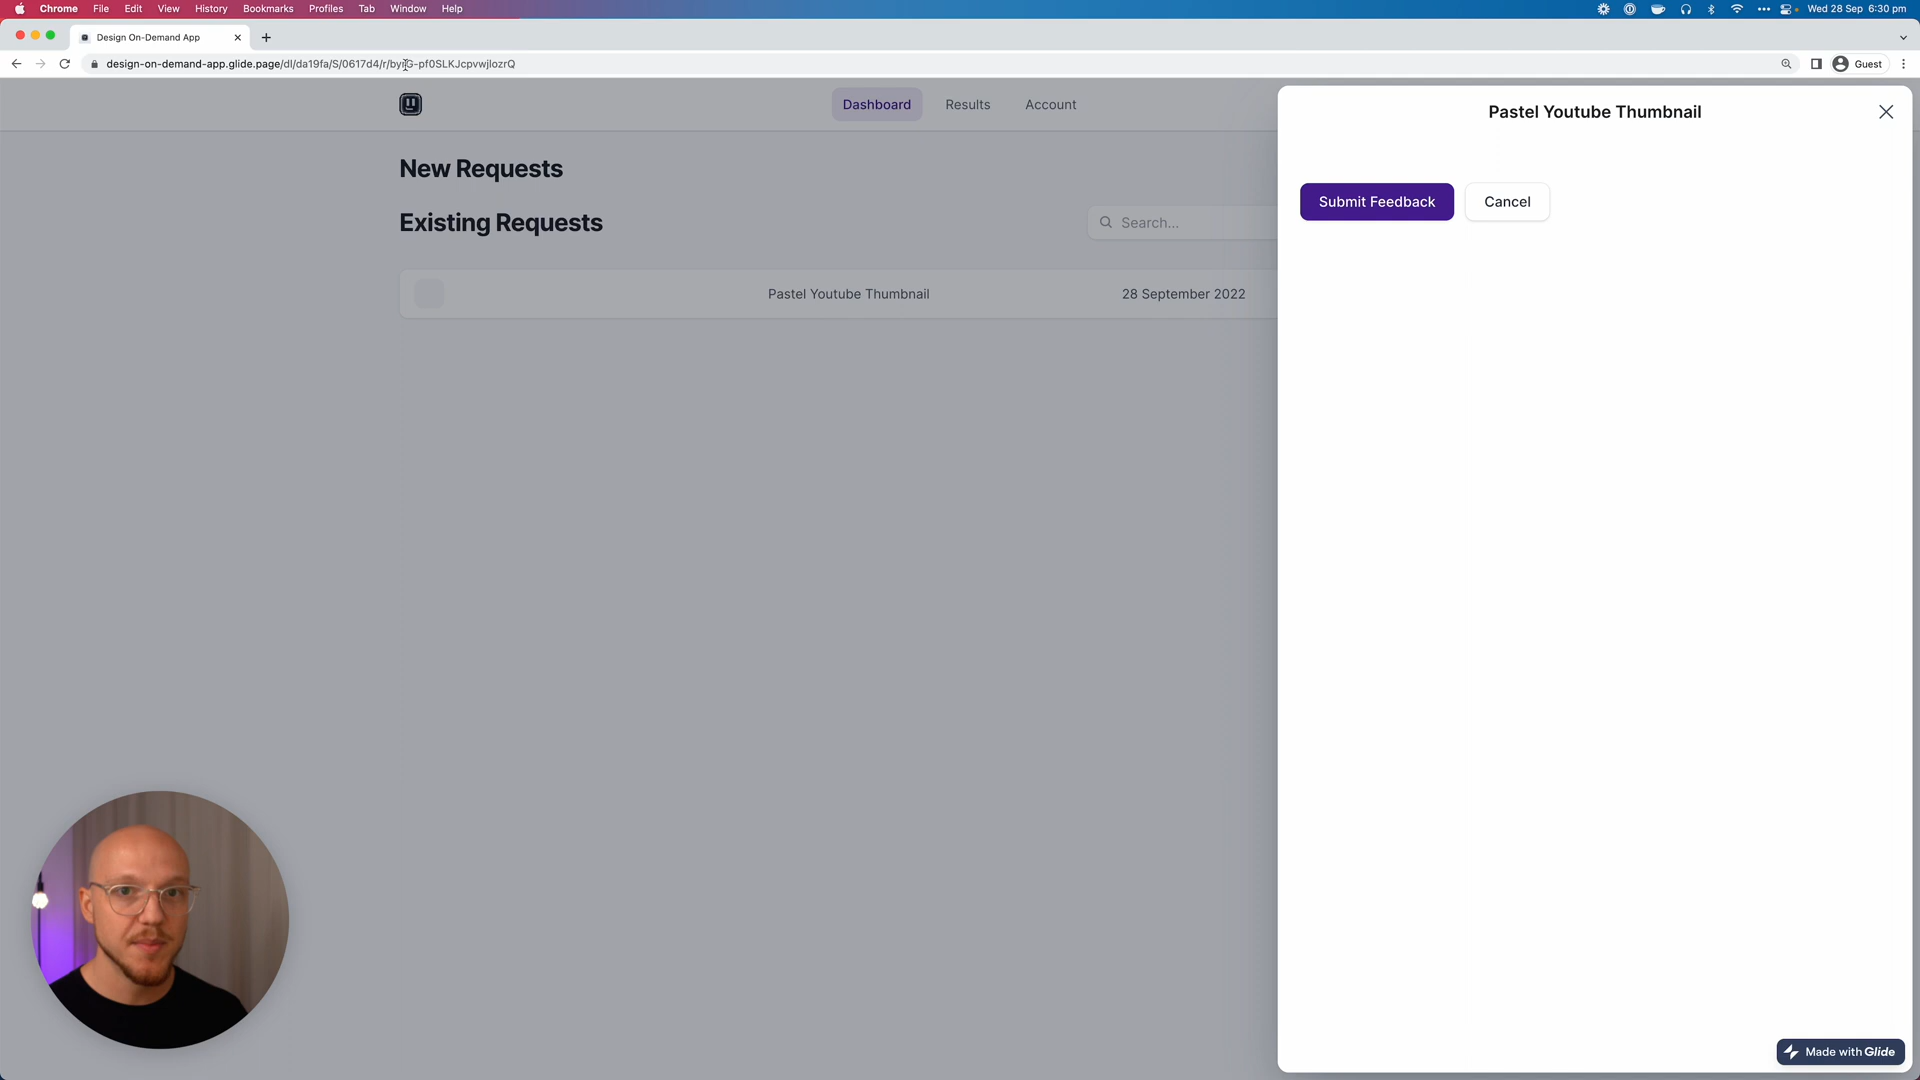 Chrome File Edit View History Bookmarks Profiles Tab Window Help Wed 28 Sep 6:30 pm
Design On-Demand App
design-on-demand-app.glide.page/dl/da19fa/S/0617d4/r/ Guest
Dashboard Results Account
Pastel Youtube Thumbnail
New Requests
Submit Feedback Cancel
Existing Requests
Search...
Pastel Youtube Thumbnail 28 September 2022
Made with Glide